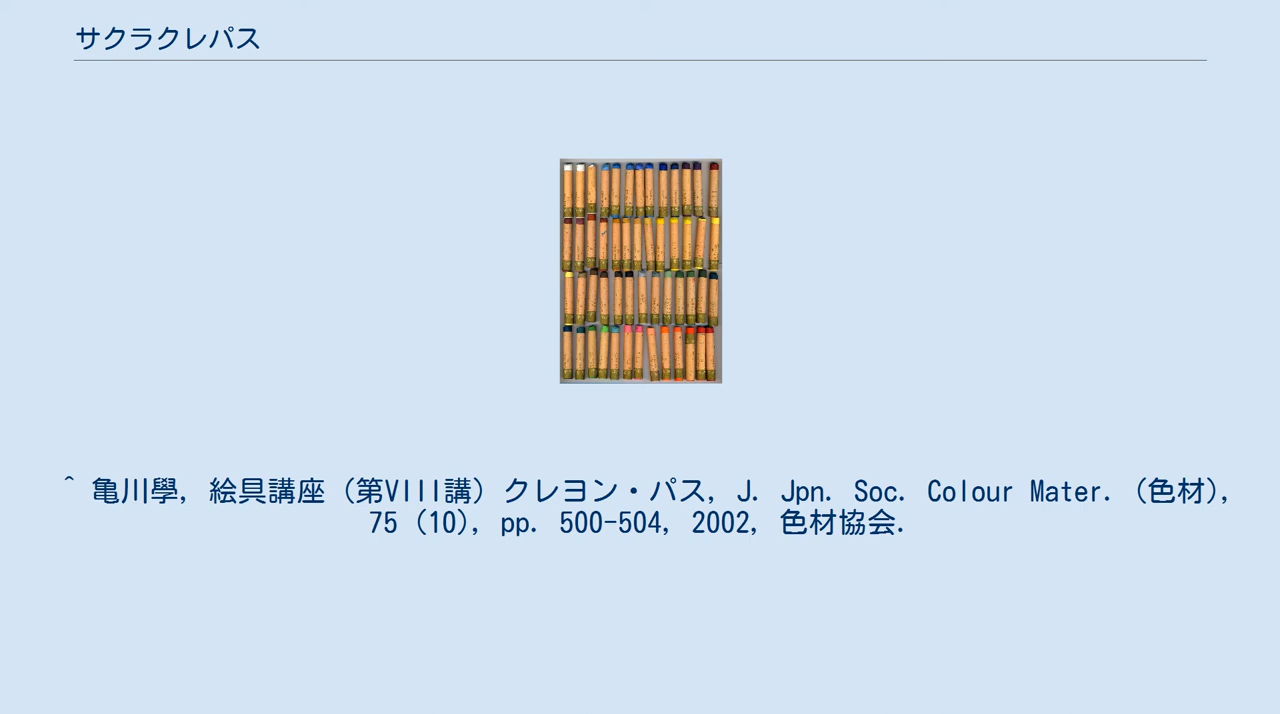 サクラクレパス
^ 亀川學, 絵具講座（第VIII講）クレヨン・パス, J. Jpn. Soc. Colour Mater. (色材),
75 (10), pp. 500-504, 2002, 色材協会.